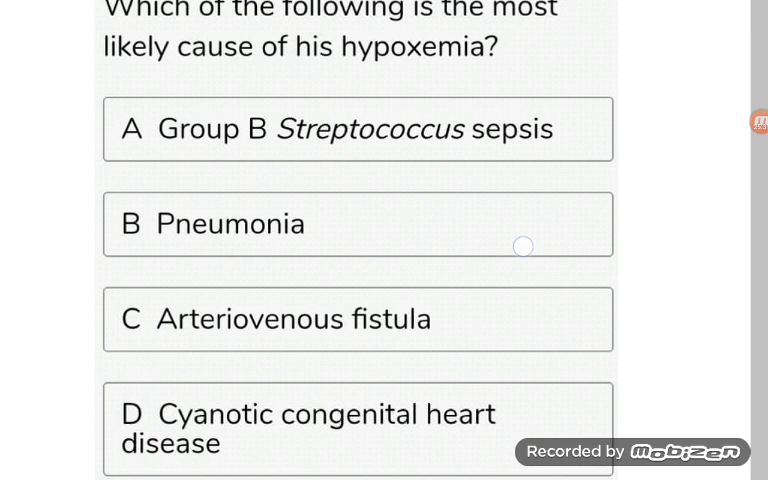 Which of the following is the most
likely cause of his hypoxemia?
A Group B Streptococcus sepsis
B Pneumonia
C Arteriovenous fistula
D Cyanotic congenital heart
disease
Recorded by mobizen